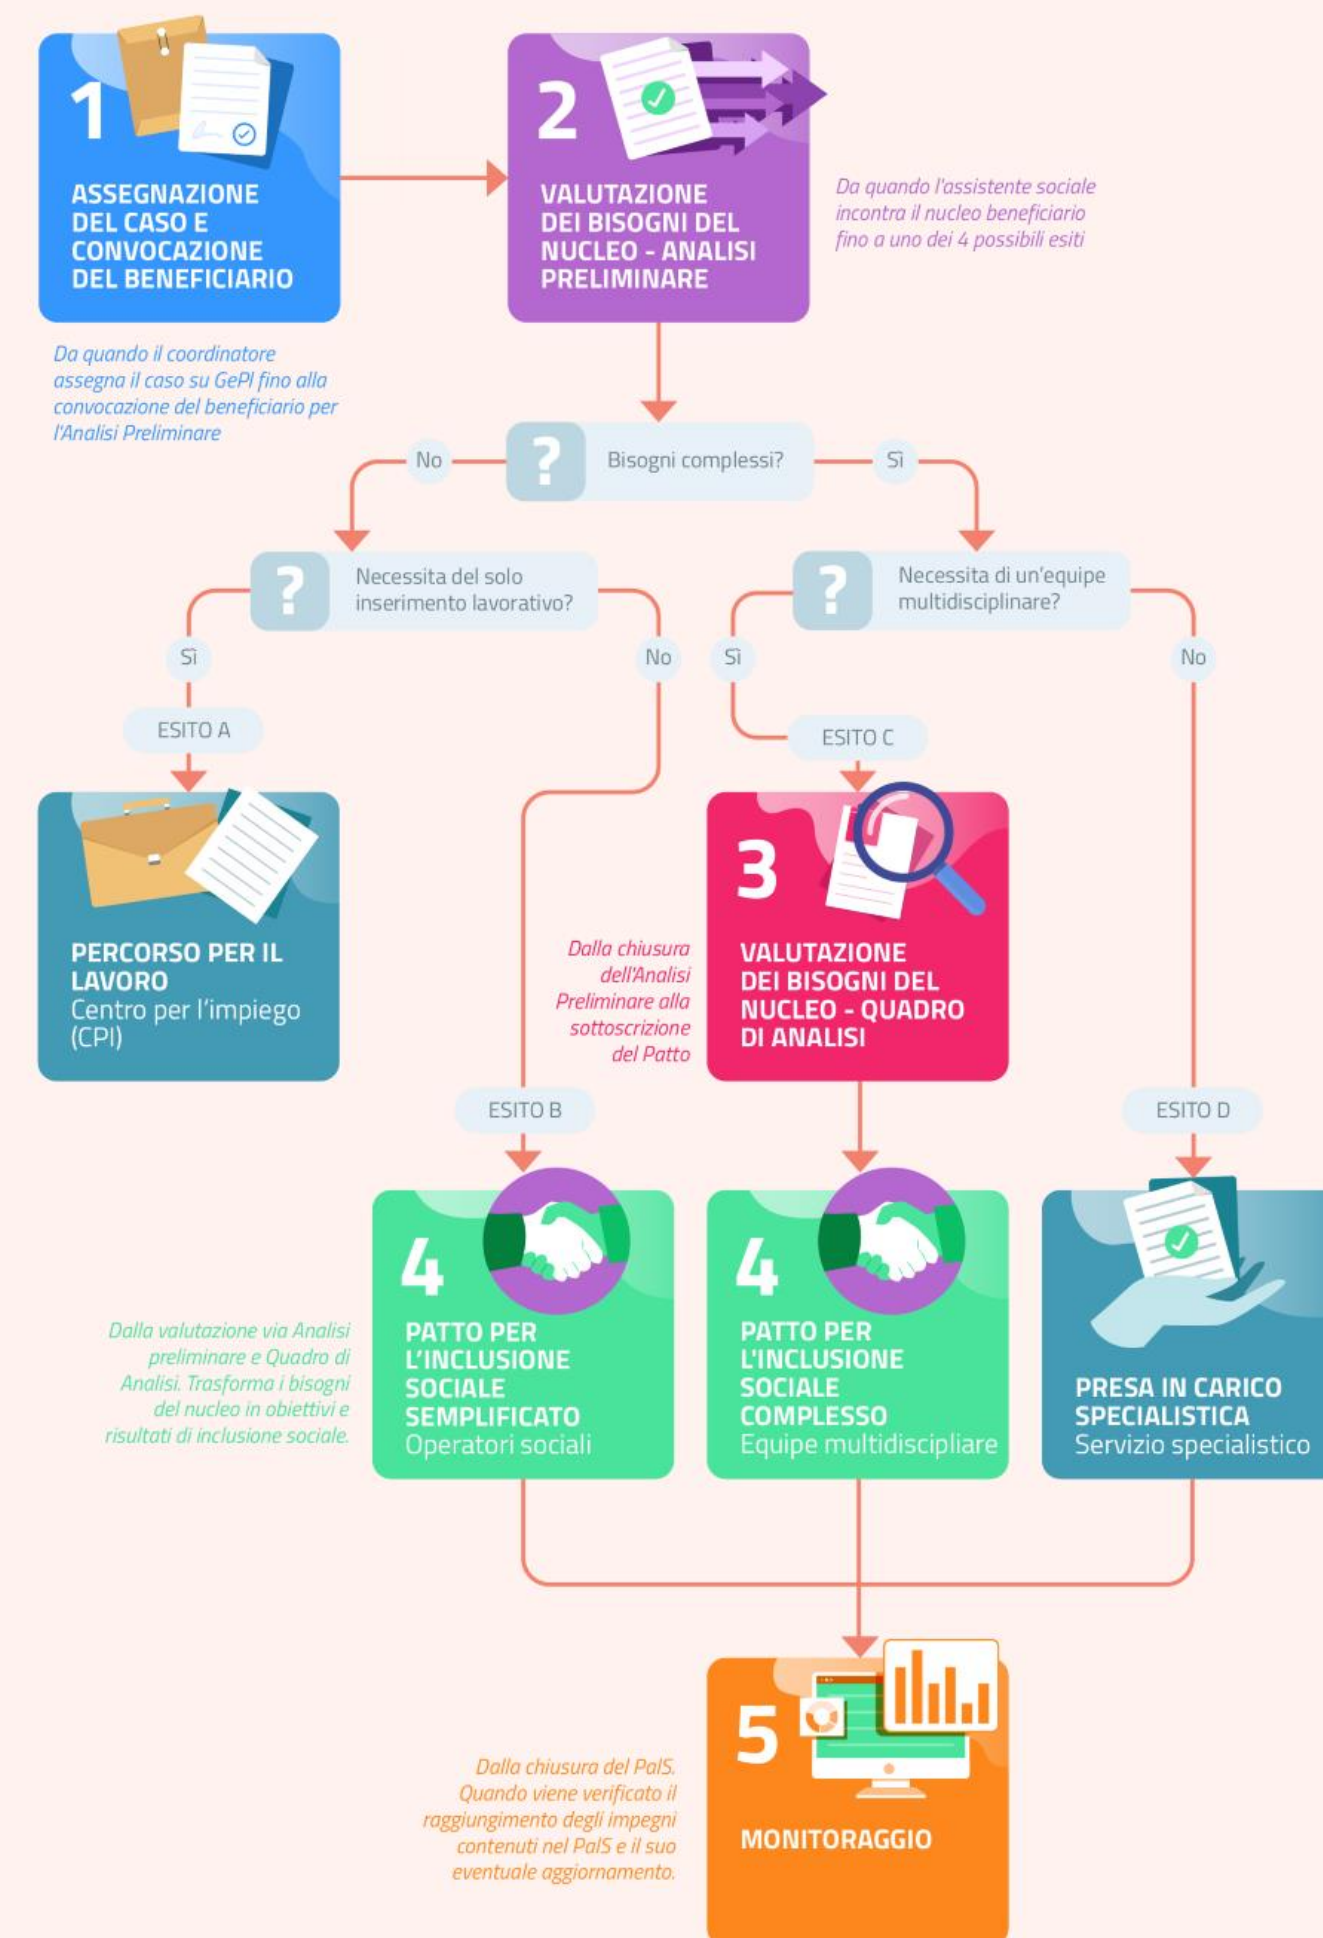 1
ASSEGNAZIONE
DEL CASO E
CONVOCAZIONE
DEL BENEFICIARIO
Da quando il coordinatore
assegna il caso su GePI fino alla
convocazione del beneficiario per
l'Analisi Preliminare
2
VALUTAZIONE
DEI BISOGNI DEL
NUCLEO - ANALISI
PRELIMINARE
Da quando l'assistente sociale
incontra il nucleo beneficiario
fino a uno dei 4 possibili esiti
No
?
Bisogni complessi?
Sì
?
Necessita del solo
inserimento lavorativo?
?
Necessita di un'equipe
multidisciplinare?
Sì
No
Sì
No
ESITO A
ESITO C
PERCORSO PER IL
LAVORO
Centro per l'impiego
(CPI)
3
VALUTAZIONE
DEI BISOGNI DEL
NUCLEO - QUADRO
DI ANALISI
Dalla chiusura
dell'Analisi
Preliminare alla
sottoscrizione
del Patto
ESITO B
ESITO D
Dalla valutazione via Analisi
preliminare e Quadro di
Analisi. Trasforma i bisogni
del nucleo in obiettivi e
risultati di inclusione sociale.
4
PATTO PER
L'INCLUSIONE
SOCIALE
SEMPLIFICATO
Operatori sociali
4
PATTO PER
L'INCLUSIONE
SOCIALE
COMPLESSO
Equipe multidiscipliare
PRESA IN CARICO
SPECIALISTICA
Servizio specialistico
Dalla chiusura del PaIS.
Quando viene verificato il
raggiungimento degli impegni
contenuti nel PaIS e il suo
eventuale aggiornamento.
5
MONITORAGGIO